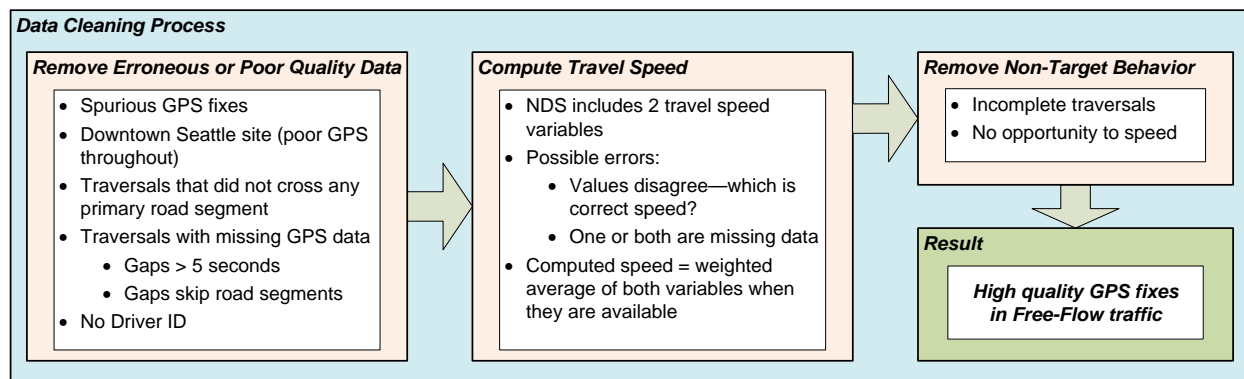 Data Cleaning Process
Remove Erroneous or Poor Quality Data
• Spurious GPS fixes
• Downtown Seattle site (poor GPS
throughout)
• Traversals that did not cross any
primary road segment
• Traversals with missing GPS data
• Gaps > 5 seconds
• Gaps skip road segments
• No Driver ID
Compute Travel Speed
• NDS includes 2 travel speed
variables
• Possible errors:
• Values disagree—which is
correct speed?
• One or both are missing data
• Computed speed = weighted
average of both variables when
they are available
Remove Non-Target Behavior
• Incomplete traversals
• No opportunity to speed
Result
High quality GPS fixes
in Free-Flow traffic